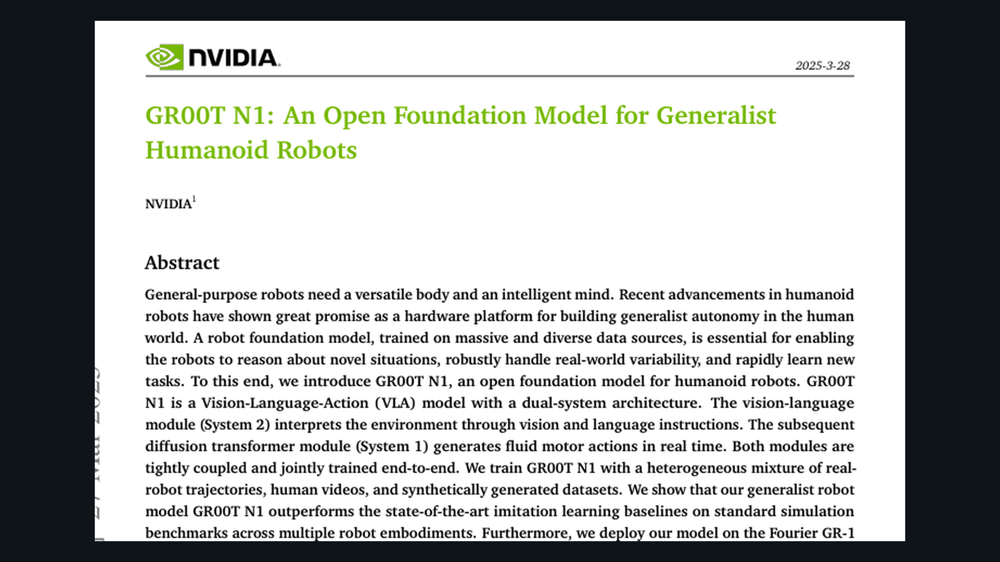 NVIDIA.
2025-3-28
GR00T N1: An Open Foundation Model for Generalist
Humanoid Robots
NVIDIA1
Abstract
General-purpose robots need a versatile body and an intelligent mind. Recent advancements in humanoid
robots have shown great promise as a hardware platform for building generalist autonomy in the human
world. A robot foundation model, trained on massive and diverse data sources, is essential for enabling
the robots to reason about novel situations, robustly handle real-world variability, and rapidly learn new
tasks. To this end, we introduce GR00T N1, an open foundation model for humanoid robots. GR00T
N1 is a Vision-Language-Action (VLA) model with a dual-system architecture. The vision-language
module (System 2) interprets the environment through vision and language instructions. The subsequent
diffusion transformer module (System 1) generates fluid motor actions in real time. Both modules are
tightly coupled and jointly trained end-to-end. We train GR00T N1 with a heterogeneous mixture of real-
robot trajectories, human videos, and synthetically generated datasets. We show that our generalist robot
model GR00T N1 outperforms the state-of-the-art imitation learning baselines on standard simulation
benchmarks across multiple robot embodiments. Furthermore, we deploy our model on the Fourier GR-1
27 Mar 2025